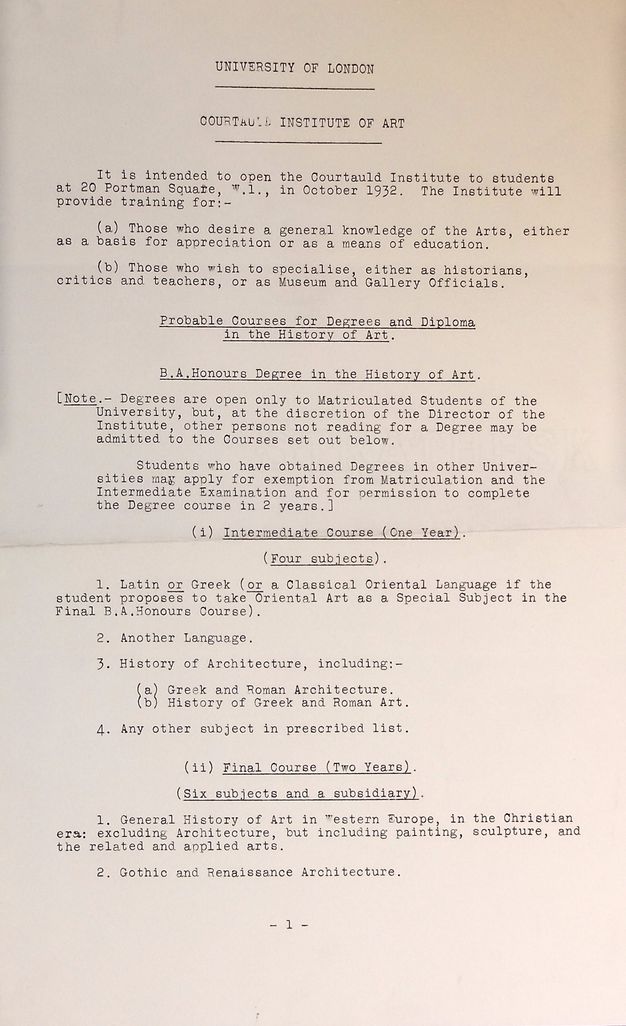 UNIVERSITY OF LONDON
COURTAULD INSTITUTE OF ART
It is intended to open the Courtauld Institute to students
at 20 Portman Square, W.1., in October 1932. The Institute will
provide training for:-
(a) Those who desire a general knowledge of the Arts, either
as a basis for appreciation or as a means of education.
(b) Those who wish to specialise, either as historians,
critics and teachers, or as Museum and Gallery Officials.
Probable Courses for Degrees and Diploma
in the History of Art.
B.A.Honours Degree in the History of Art.
[Note.- Degrees are open only to Matriculated Students of the
University, but, at the discretion of the Director of the
Institute, other persons not reading for a Degree may be
admitted to the Courses set out below.
Students who have obtained Degrees in other Univer-
sities may apply for exemption from Matriculation and the
Intermediate Examination and for permission to complete
the Degree course in 2 years.]
(i) Intermediate Course (One Year).
(Four subjects).
1. Latin or Greek (or a Classical Oriental Language if the
student proposes to take Oriental Art as a Special Subject in the
Final B.A.Honours Course).
2. Another Language.
3. History of Architecture, including:-
(a) Greek and Roman Architecture.
(b) History of Greek and Roman Art.
4. Any other subject in prescribed list.
(ii) Final Course (Two Years).
(Six subjects and a subsidiary).
1. General History of Art in Western Europe, in the Christian
era: excluding Architecture, but including painting, sculpture, and
the related and applied arts.
2. Gothic and Renaissance Architecture.
- 1 -